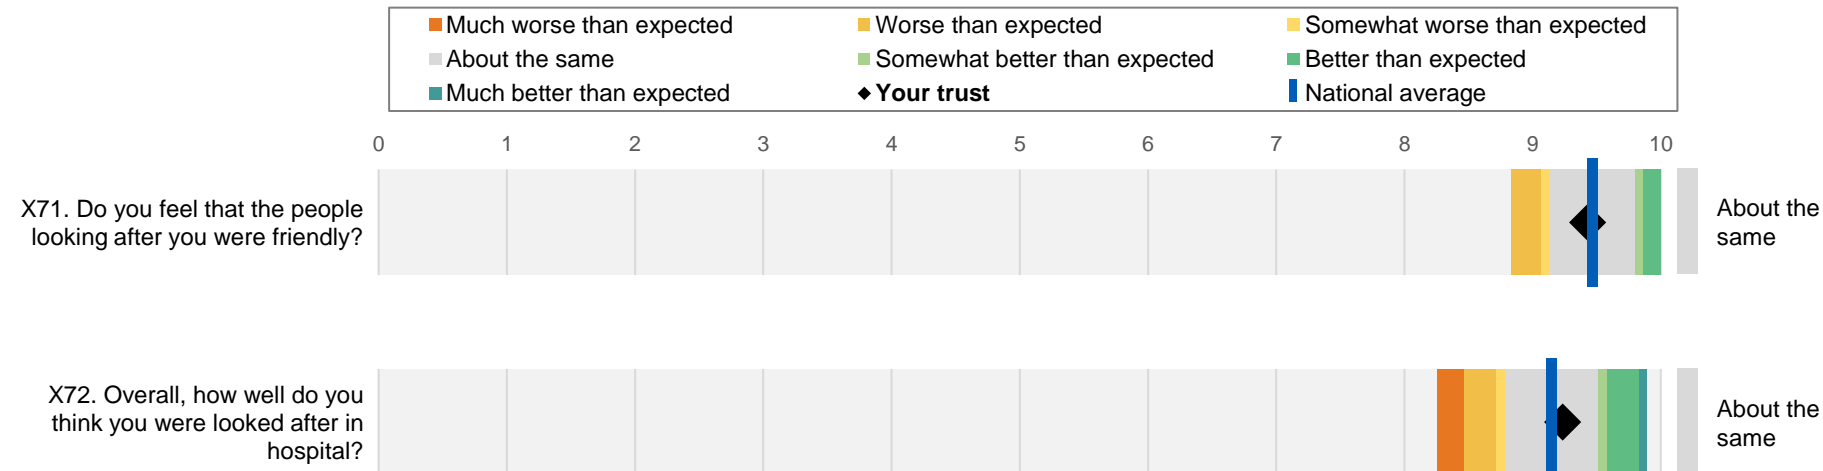 Much worse than expected
Worse than expected
Somewhat worse than expected
About the same
Somewhat better than expected
Better than expected
Much better than expected
Your trust
National average
0 1 2 3 4 5 6 7 8 9 10
X71. Do you feel that the people
looking after you were friendly?
About the
same
X72. Overall, how well do you
think you were looked after in
hospital?
About the
same